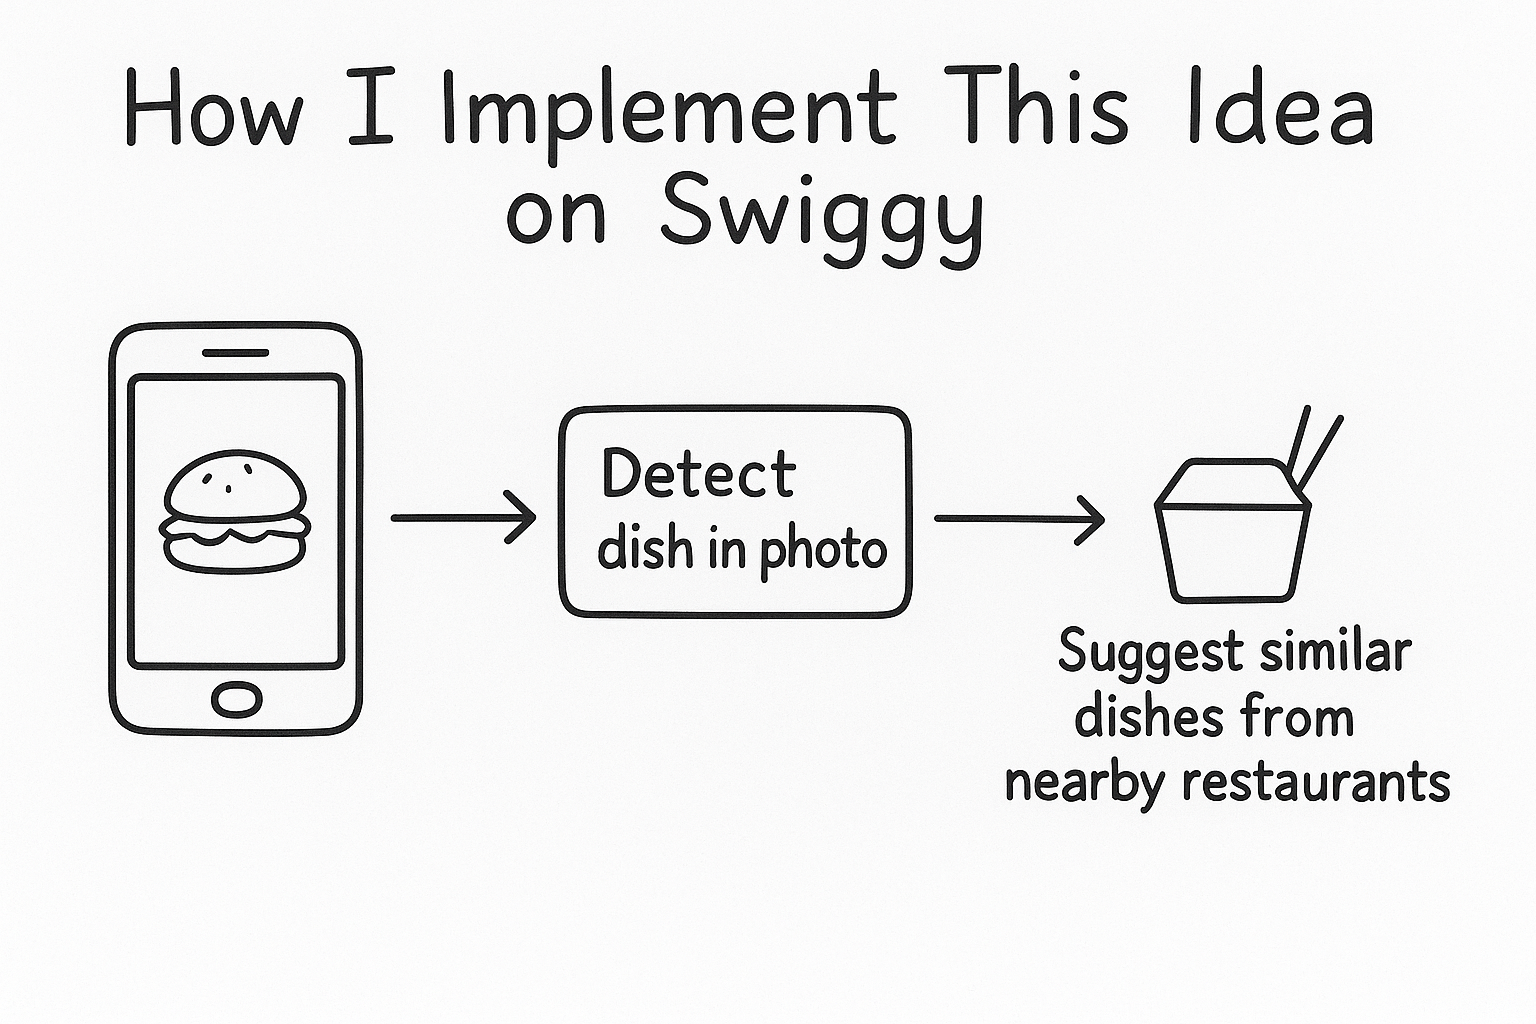 How I Implement This Idea
on Swiggy
Detect
dish in photo
Suggest similar
dishes from
nearby restaurants